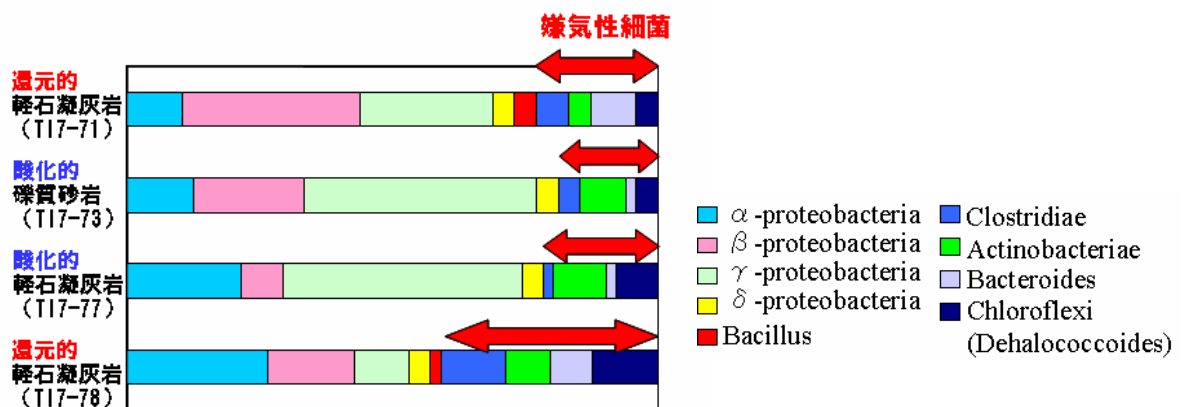 嫌気性細菌
還元的
軽石凝灰岩
(TI7-71)
酸化的
礫質砂岩
(TI7-73)
酸化的
軽石凝灰岩
(TI7-77)
還元的
軽石凝灰岩
(TI7-78)
α-proteobacteria
β-proteobacteria
γ-proteobacteria
δ-proteobacteria
Bacillus
Clostridiae
Actinobacteriae
Bacteroides
Chloroflexi
(Dehalococcoides)